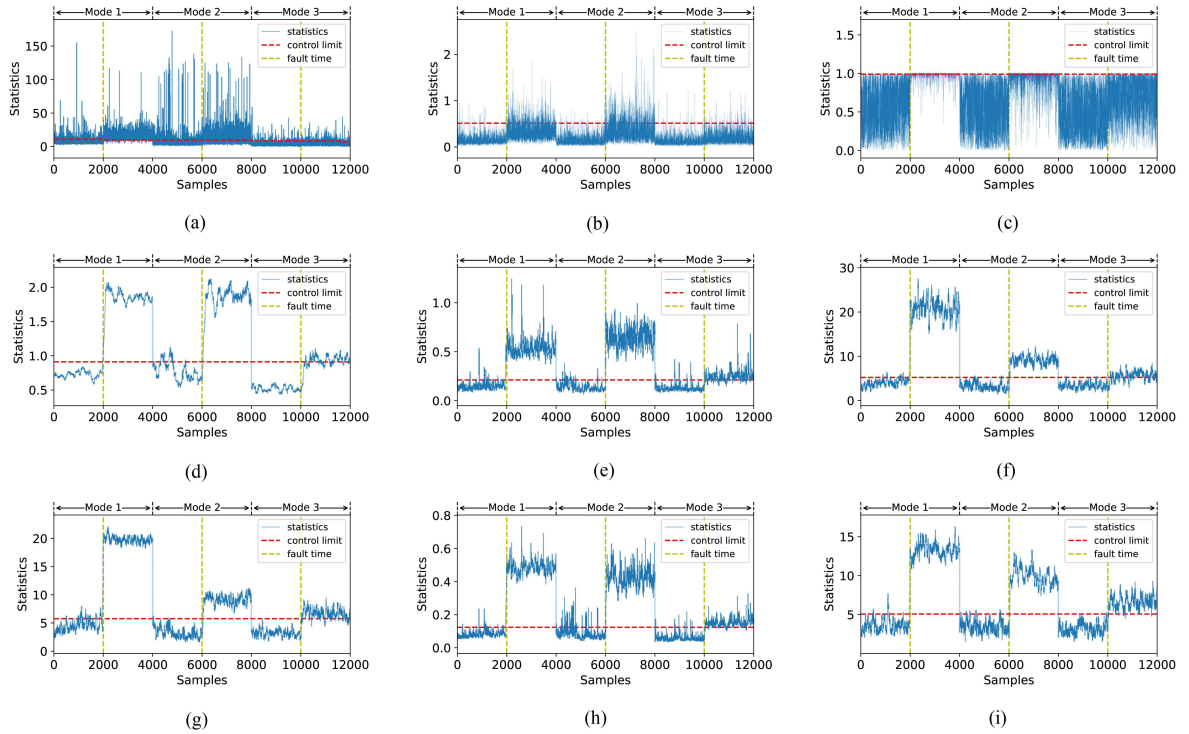 Mode 1 Mode 2 Mode 3
150
100
50
0
Statistics
statistics
control limit
fault time
0 2000 4000 6000 8000 10000 12000
Samples
(a)
Mode 1 Mode 2 Mode 3
2
1
0
Statistics
statistics
control limit
fault time
0 2000 4000 6000 8000 10000 12000
Samples
(b)
Mode 1 Mode 2 Mode 3
1.5
1.0
0.5
0.0
Statistics
statistics
control limit
fault time
0 2000 4000 6000 8000 10000 12000
Samples
(c)
Mode 1 Mode 2 Mode 3
2.0
1.5
1.0
0.5
Statistics
statistics
control limit
fault time
0 2000 4000 6000 8000 10000 12000
Samples
(d)
Mode 1 Mode 2 Mode 3
1.0
0.5
0.0
Statistics
statistics
control limit
fault time
0 2000 4000 6000 8000 10000 12000
Samples
(e)
Mode 1 Mode 2 Mode 3
30
20
10
0
Statistics
statistics
control limit
fault time
0 2000 4000 6000 8000 10000 12000
Samples
(f)
Mode 1 Mode 2 Mode 3
20
15
10
5
0
Statistics
statistics
control limit
fault time
0 2000 4000 6000 8000 10000 12000
Samples
(g)
Mode 1 Mode 2 Mode 3
0.8
0.6
0.4
0.2
0.0
Statistics
statistics
control limit
fault time
0 2000 4000 6000 8000 10000 12000
Samples
(h)
Mode 1 Mode 2 Mode 3
15
10
5
Statistics
statistics
control limit
fault time
0 2000 4000 6000 8000 10000 12000
Samples
(i)